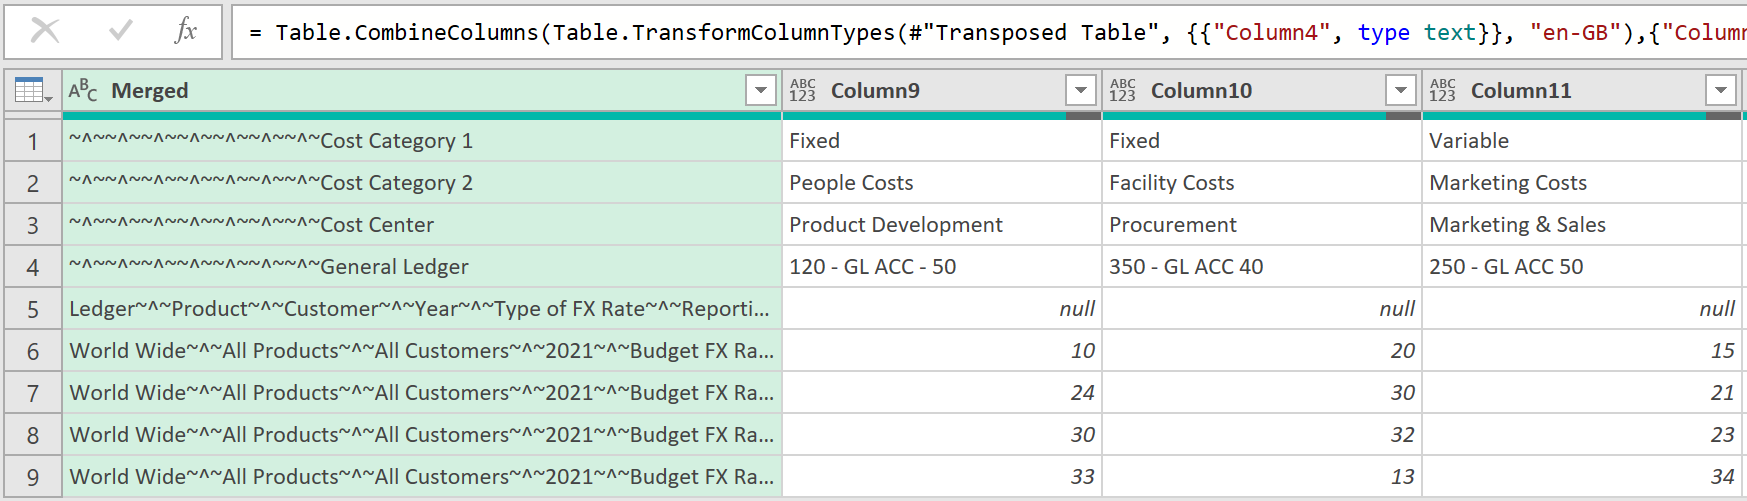 fx = Table.CombineColumns(Table.TransformColumnTypes(#"Transposed Table", {{"Column4", type text}}, "en-GB"),{"Column
ABC Merged ABC 123 Column9 ABC 123 Column10 ABC 123 Column11
1 ~^~~^~~^~~^~~^~~^~~^~Cost Category 1 Fixed Fixed Variable
2 ~^~~^~~^~~^~~^~~^~~^~Cost Category 2 People Costs Facility Costs Marketing Costs
3 ~^~~^~~^~~^~~^~~^~~^~Cost Center Product Development Procurement Marketing & Sales
4 ~^~~^~~^~~^~~^~~^~~^~General Ledger 120 - GL ACC - 50 350 - GL ACC 40 250 - GL ACC 50
5 Ledger~^~Product~^~Customer~^~Year~^~Type of FX Rate~^~Reporti... null null null
6 World Wide~^~All Products~^~All Customers~^~2021~^~Budget FX Ra... 10 20 15
7 World Wide~^~All Products~^~All Customers~^~2021~^~Budget FX Ra... 24 30 21
8 World Wide~^~All Products~^~All Customers~^~2021~^~Budget FX Ra... 30 32 23
9 World Wide~^~All Products~^~All Customers~^~2021~^~Budget FX Ra... 33 13 34